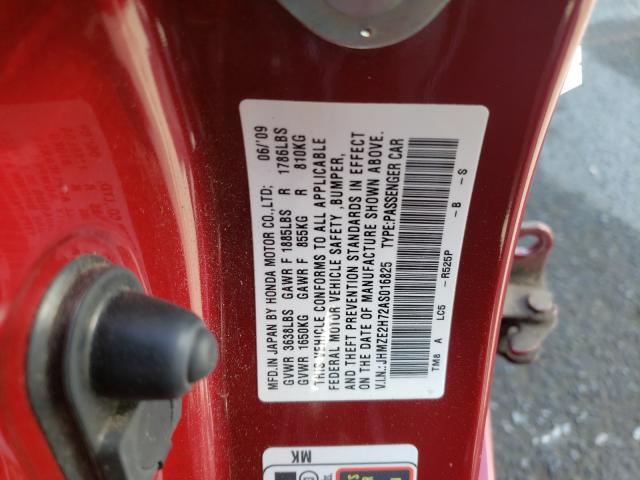 MFD.IN JAPAN BY HONDA MOTOR CO.,LTD; 06/'09
GVWR 3638LBS GAWR F 1885LBS R 1786LBS
GVWR 1650KG GAWR F 855KG R 810KG
THIS VEHICLE CONFORMS TO ALL APPLICABLE
FEDERAL MOTOR VEHICLE SAFETY ,BUMPER,
AND THEFT PREVENTION STANDARDS IN EFFECT
ON THE DATE OF MANUFACTURE SHOWN ABOVE.
V.I.N.:JHMZE2H72AS016825 TYPE:PASSENGER CAR
TM8 A LC5 -R525P -B -S
MK